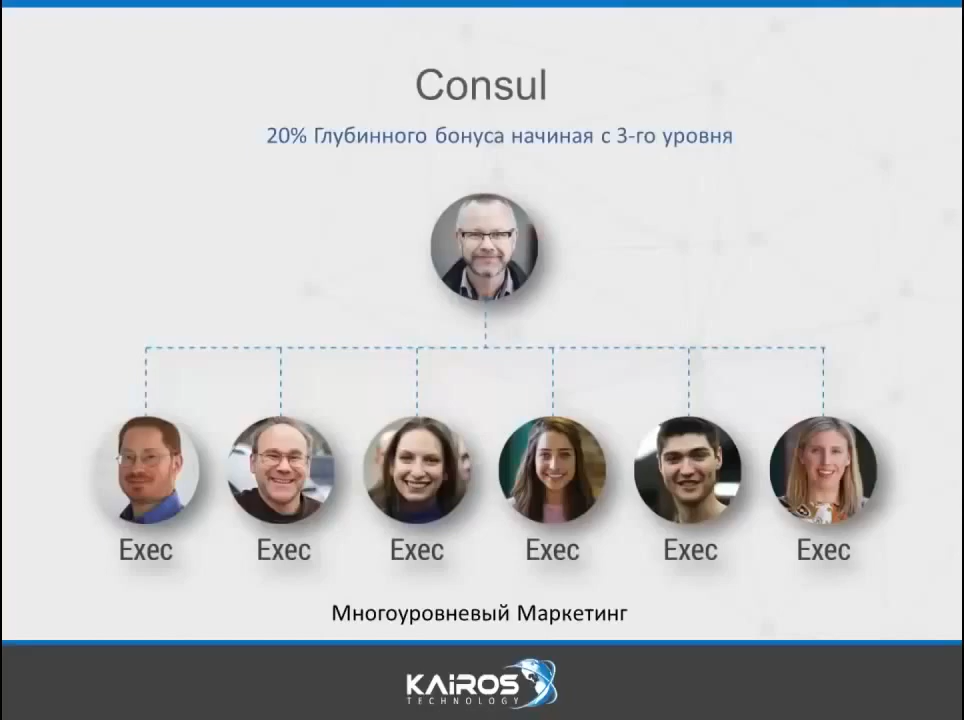 Consul
20% Глубинного бонуса начиная с 3-го уровня
Exec Exec Exec Exec Exec Exec
Многоуровневый Маркетинг
KAiROS
TECHNOLOGY